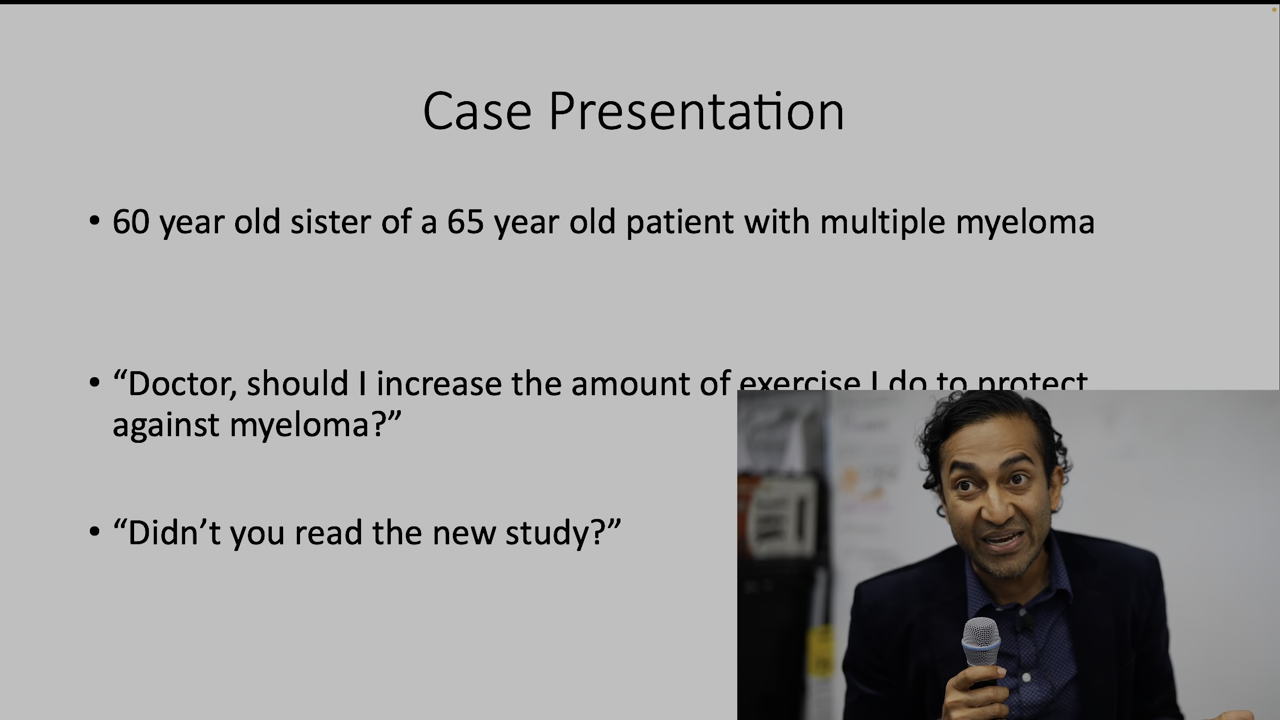 Case Presentation
• 60 year old sister of a 65 year old patient with multiple myeloma
• “Doctor, should I increase the amount of exercise I do to protect
against myeloma?”
• “Didn’t you read the new study?”